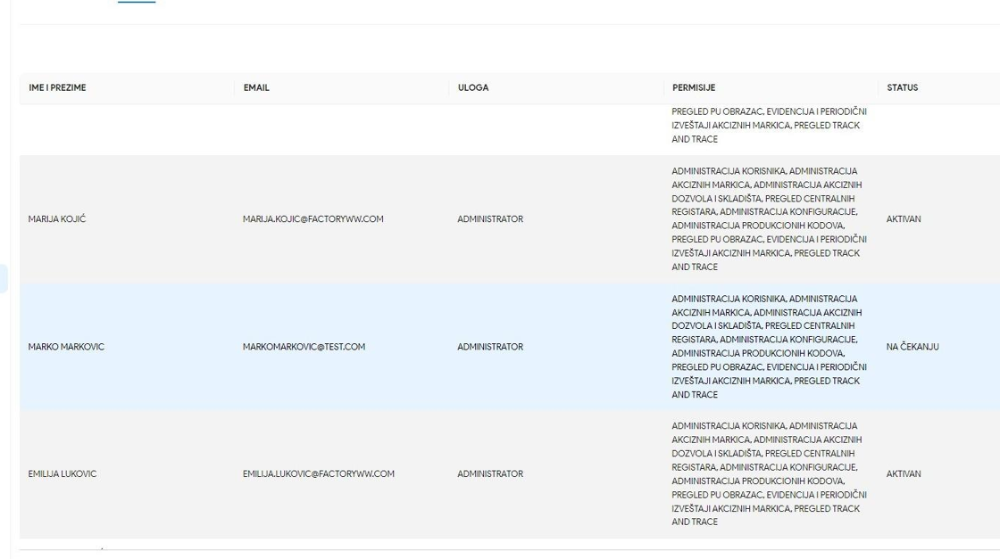 IME I PREZIME EMAIL ULOGA PERMISIJE STATUS
PREGLED PU OBRAZAC, EVIDENCIJA I PERIODIČNI
IZVEŠTAJI AKCIZNIH MARKICA, PREGLED TRACK
AND TRACE
MARIJA KOJIĆ
MARIJA.KOJIC@FACTORYWW.COM
ADMINISTRATOR
ADMINISTRACIJA KORISNIKA, ADMINISTRACIJA
AKCIZNIH MARKICA, ADMINISTRACIJA AKCIZNIH
DOZVOLA I SKLADIŠTA, PREGLED CENTRALNIH
REGISTARA, ADMINISTRACIJA KONFIGURACIJE,
ADMINISTRACIJA PRODUKCIONIH KODOVA,
PREGLED PU OBRAZAC, EVIDENCIJA I PERIODIČNI
IZVEŠTAJI AKCIZNIH MARKICA, PREGLED TRACK
AND TRACE
AKTIVAN
MARKO MARKOVIC
MARKOMARKOVIC@TEST.COM
ADMINISTRATOR
ADMINISTRACIJA KORISNIKA, ADMINISTRACIJA
AKCIZNIH MARKICA, ADMINISTRACIJA AKCIZNIH
DOZVOLA I SKLADIŠTA, PREGLED CENTRALNIH
REGISTARA, ADMINISTRACIJA KONFIGURACIJE,
ADMINISTRACIJA PRODUKCIONIH KODOVA,
PREGLED PU OBRAZAC, EVIDENCIJA I PERIODIČNI
IZVEŠTAJI AKCIZNIH MARKICA, PREGLED TRACK
AND TRACE
NA ČEKANJU
EMILIJA LUKOVIC
EMILIJA.LUKOVIC@FACTORYWW.COM
ADMINISTRATOR
ADMINISTRACIJA KORISNIKA, ADMINISTRACIJA
AKCIZNIH MARKICA, ADMINISTRACIJA AKCIZNIH
DOZVOLA I SKLADIŠTA, PREGLED CENTRALNIH
REGISTARA, ADMINISTRACIJA KONFIGURACIJE,
ADMINISTRACIJA PRODUKCIONIH KODOVA,
PREGLED PU OBRAZAC, EVIDENCIJA I PERIODIČNI
IZVEŠTAJI AKCIZNIH MARKICA, PREGLED TRACK
AND TRACE
AKTIVAN